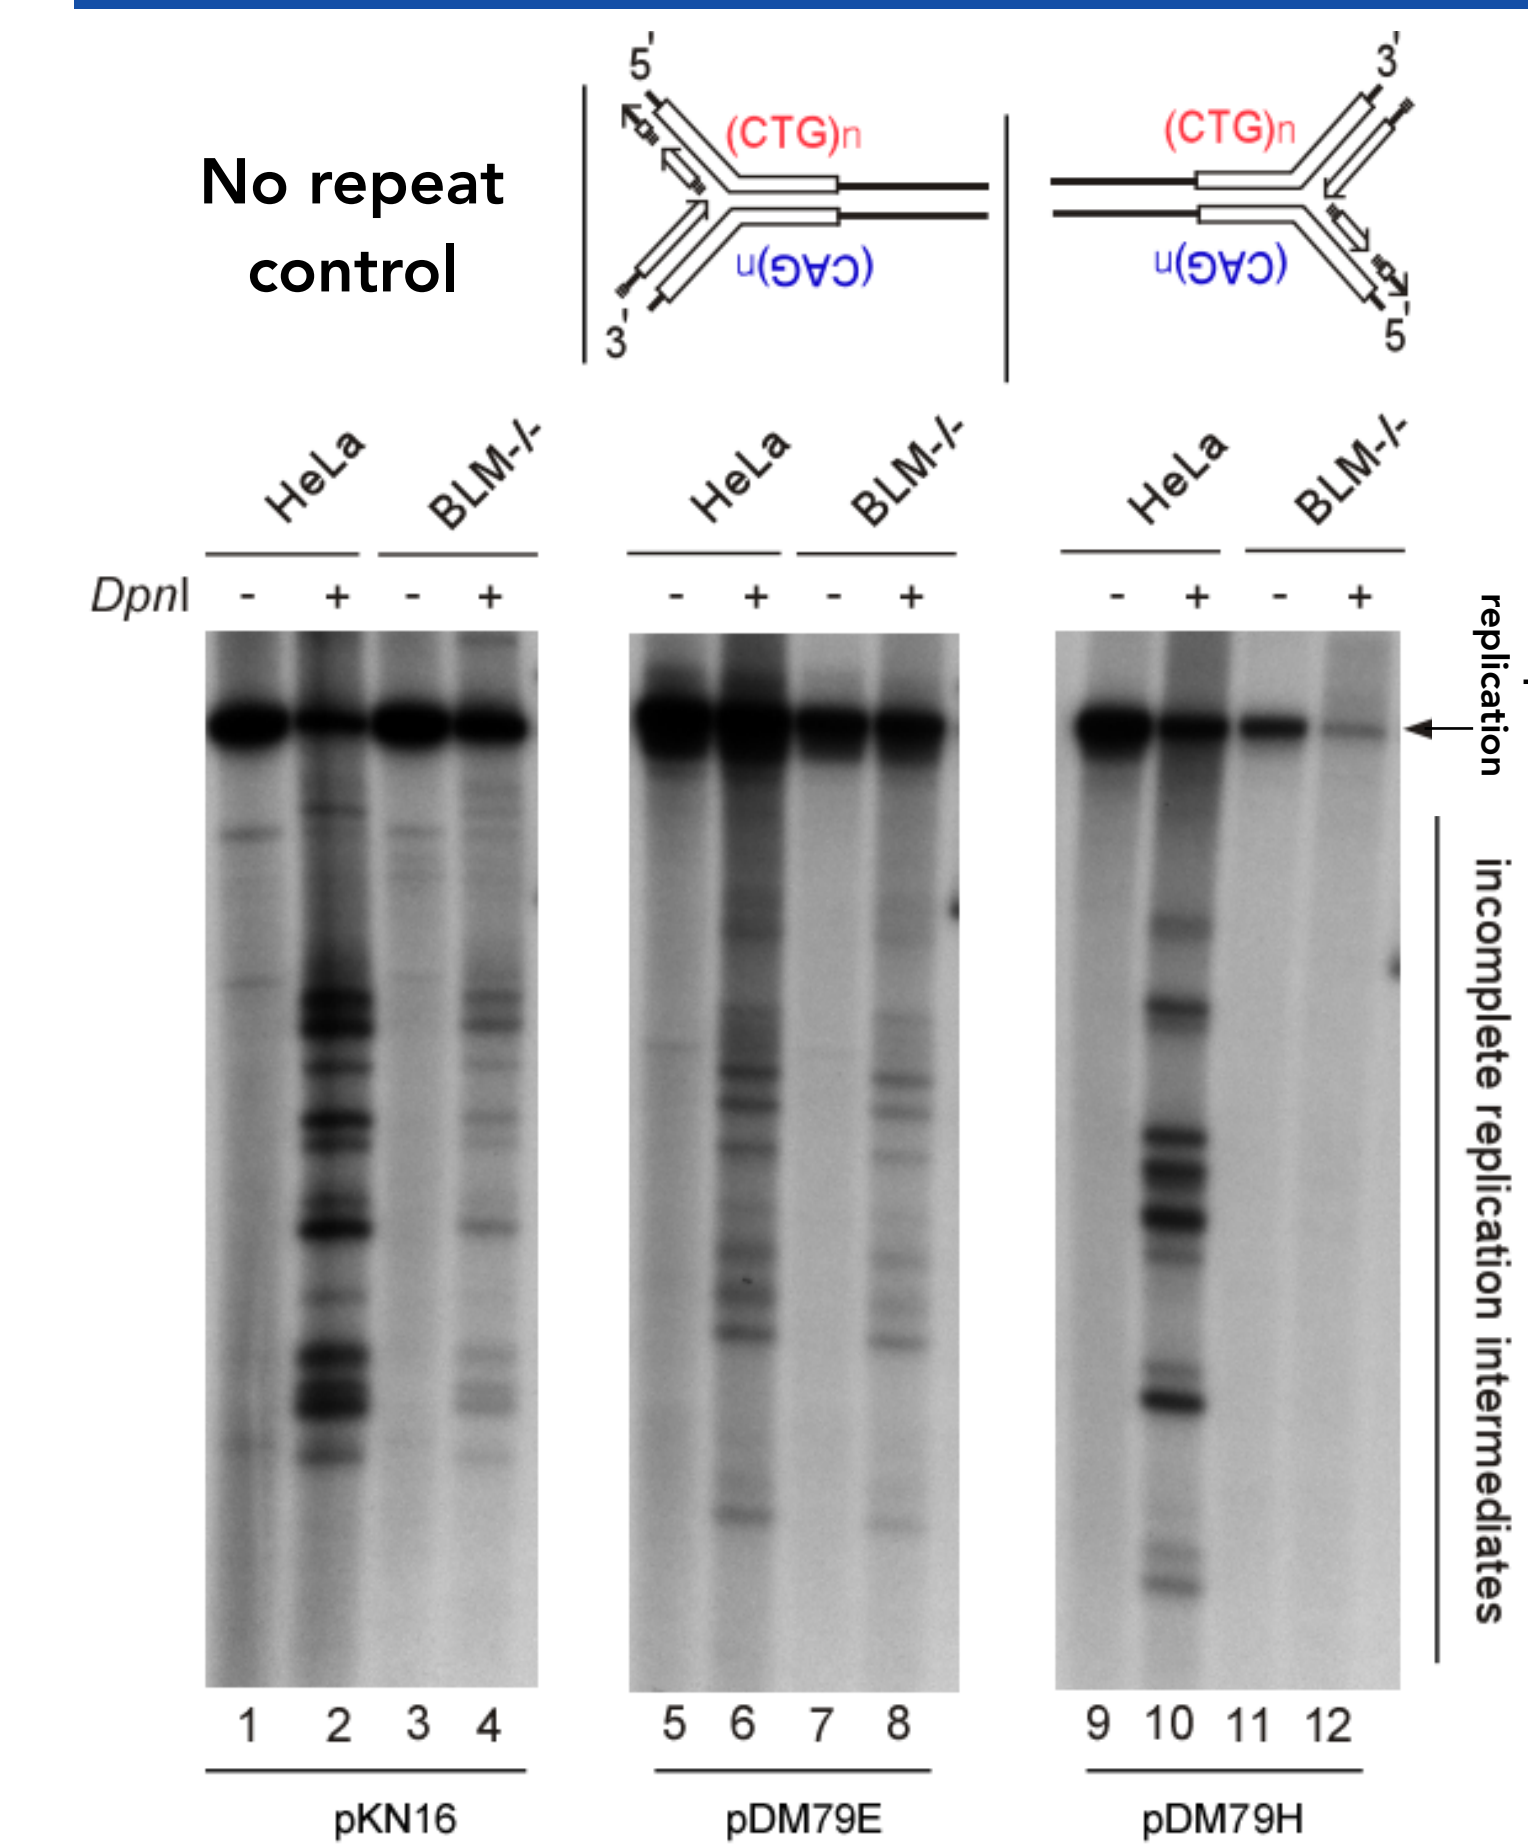 5'
3'
(CTG)n
(CTG)n
No repeat
control
(CAG)n
(CAG)n
3'
5'
HeLa
BLM-/-
HeLa
BLM-/-
HeLa
BLM-/-
DpnI
- + - +
- + - +
- + - +
replication
incomplete replication intermediates
1 2 3 4
5 6 7 8
9 10 11 12
pKN16
pDM79E
pDM79H